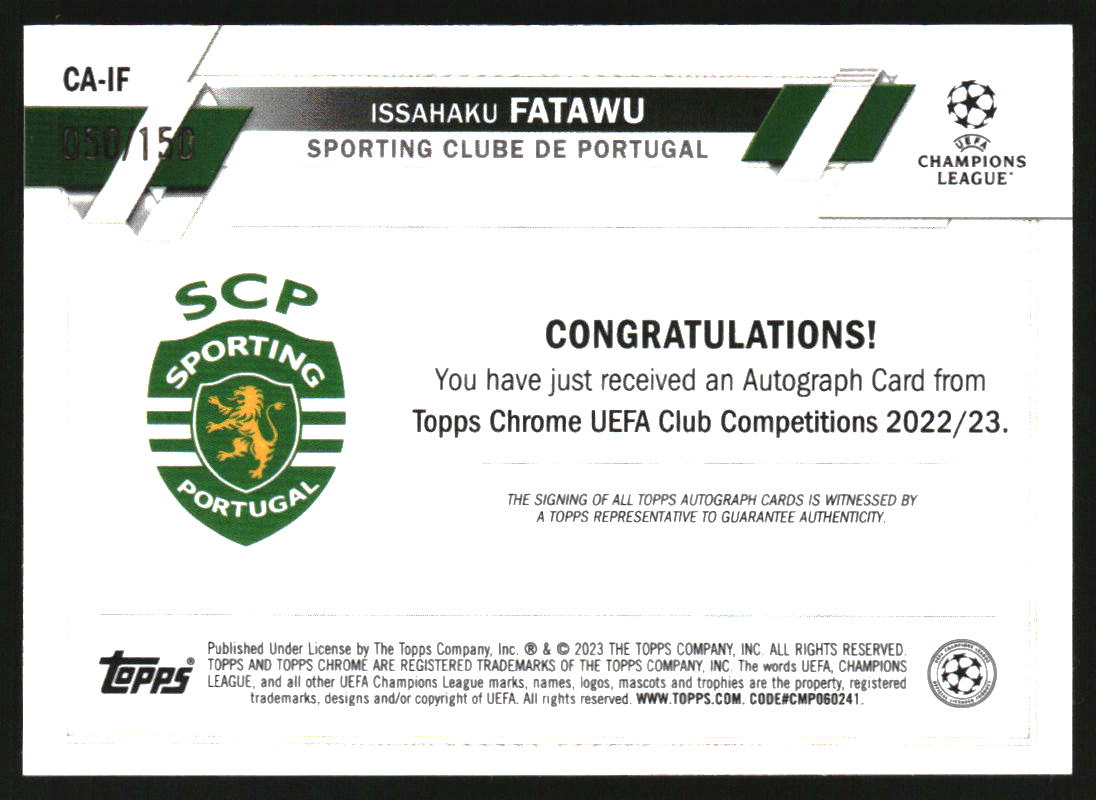 CA-IF
050/150
ISSAHAKU FATAWU
SPORTING CLUBE DE PORTUGAL
UEFA
CHAMPIONS
LEAGUE
SCP
SPORTING
PORTUGAL
CONGRATULATIONS!
You have just received an Autograph Card from
Topps Chrome UEFA Club Competitions 2022/23.
THE SIGNING OF ALL TOPPS AUTOGRAPH CARDS IS WITNESSED BY
A TOPPS REPRESENTATIVE TO GUARANTEE AUTHENTICITY.
Topps®
Published Under License by The Topps Company, Inc. ® & © 2023 THE TOPPS COMPANY, INC. ALL RIGHTS RESERVED.
TOPPS AND TOPPS CHROME ARE REGISTERED TRADEMARKS OF THE TOPPS COMPANY, INC. The words UEFA, CHAMPIONS
LEAGUE, and all other UEFA Champions League marks, names, logos, mascots and trophies are the property, registered
trademarks, designs and/or copyright of UEFA. All rights reserved. WWW.TOPPS.COM. CODE#CMP060241.